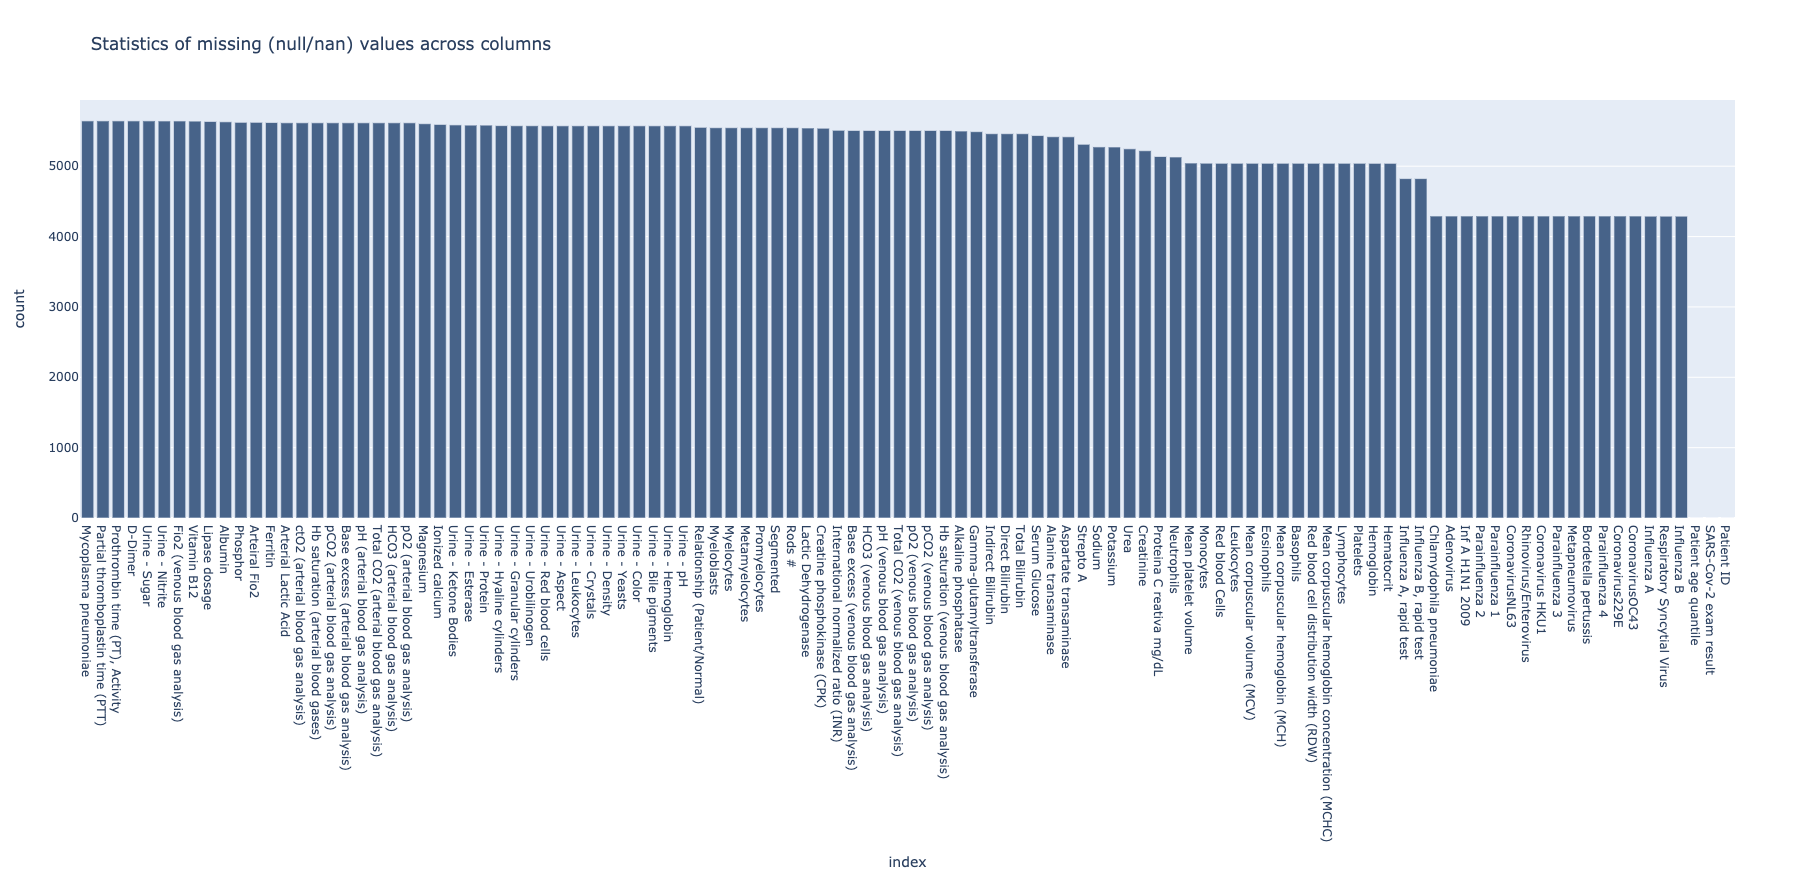 Statistics of missing (null/nan) values across columns
count
5000
4000
3000
2000
1000
0
Mycoplasma pneumoniae
Partial thromboplastin time (PTT)
Prothrombin time (PT), Activity
D-Dimer
Urine - Sugar
Urine - Nitrite
Fio2 (venous blood gas analysis)
Vitamin B12
Lipase dosage
Albumin
Phosphor
Arteiral Fio2
Ferritin
Arterial Lactic Acid
ctO2 (arterial blood gas analysis)
Hb saturation (arterial blood gases)
pCO2 (arterial blood gas analysis)
Base excess (arterial blood gas analysis)
pH (arterial blood gas analysis)
Total CO2 (arterial blood gas analysis)
HCO3 (arterial blood gas analysis)
pO2 (arterial blood gas analysis)
Magnesium
Ionized calcium
Urine - Ketone Bodies
Urine - Esterase
Urine - Protein
Urine - Hyaline cylinders
Urine - Granular cylinders
Urine - Urobilinogen
Urine - Red blood cells
Urine - Aspect
Urine - Leukocytes
Urine - Crystals
Urine - Density
Urine - Yeasts
Urine - Color
Urine - Bile pigments
Urine - Hemoglobin
Urine - pH
Relationship (Patient/Normal)
Myeloblasts
Myelocytes
Metamyelocytes
Promyelocytes
Segmented
Rods #
Lactic Dehydrogenase
Creatine phosphokinase (CPK)
International normalized ratio (INR)
Base excess (venous blood gas analysis)
HCO3 (venous blood gas analysis)
pH (venous blood gas analysis)
Total CO2 (venous blood gas analysis)
pO2 (venous blood gas analysis)
pCO2 (venous blood gas analysis)
Hb saturation (venous blood gas analysis)
Alkaline phosphatase
Gamma-glutamyltransferase
Indirect Bilirubin
Direct Bilirubin
Total Bilirubin
Serum Glucose
Alanine transaminase
Aspartate transaminase
Strepto A
Sodium
Potassium
Urea
Creatinine
Proteina C reativa mg/dL
Neutrophils
Mean platelet volume
Monocytes
Red blood Cells
Leukocytes
Mean corpuscular volume (MCV)
Eosinophils
Mean corpuscular hemoglobin (MCH)
Basophils
Red blood cell distribution width (RDW)
Mean corpuscular hemoglobin concentration (MCHC)
Lymphocytes
Platelets
Hemoglobin
Hematocrit
Influenza A, rapid test
Influenza B, rapid test
Chlamydophila pneumoniae
Adenovirus
Inf A H1N1 2009
Parainfluenza 2
Parainfluenza 1
CoronavirusNL63
Rhinovirus/Enterovirus
Coronavirus HKU1
Parainfluenza 3
Metapneumovirus
Bordetella pertussis
Parainfluenza 4
Coronavirus229E
CoronavirusOC43
Influenza A
Respiratory Syncytial Virus
Influenza B
Patient age quantile
SARS-Cov-2 exam result
Patient ID
index